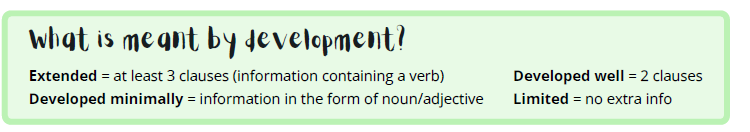 What is meant by development?
Extended = at least 3 clauses (information containing a verb)
Developed well = 2 clauses
Developed minimally = information in the form of noun/adjective
Limited = no extra info